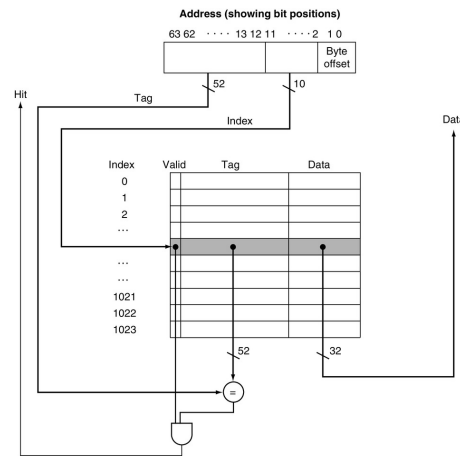 Address (showing bit positions)
63 62 · · · · 13 12 11 · · · · 2 1 0
Byte
offset
52
10
Hit
Tag
Index
Data
Index Valid Tag Data
0
1
2
...
...
...
1021
1022
1023
52
32
=